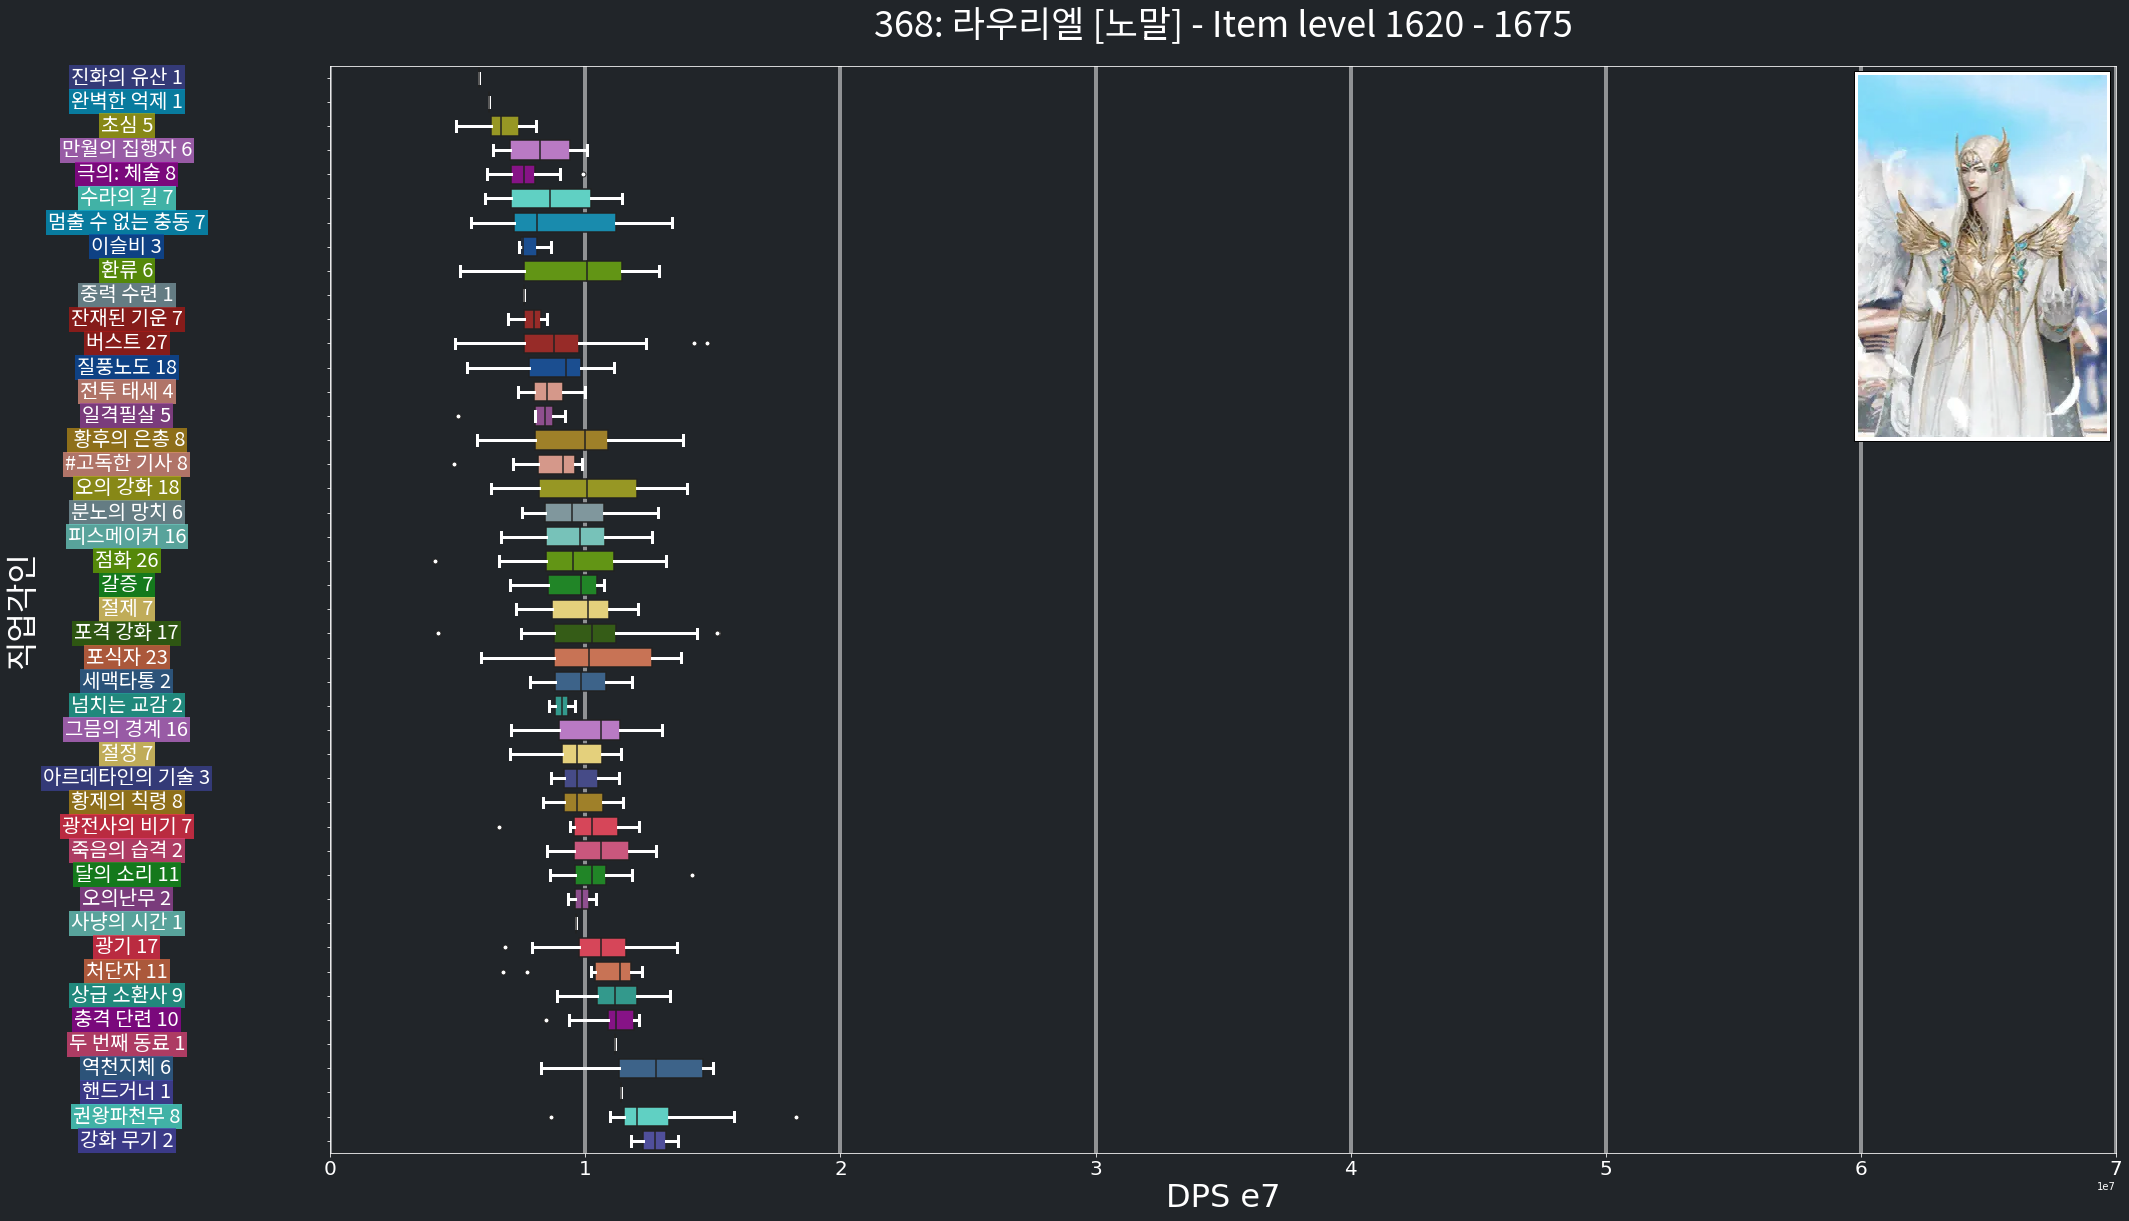 368: 라우리엘 [노말] - Item level 1620 - 1675
진화의 유산 1
완벽한 억제 1
초심 5
만월의 집행자 6
극의: 체술 8
수라의 길 7
멈출 수 없는 충동 7
이슬비 3
환류 6
중력 수련 1
잔재된 기운 7
버스트 27
질풍노도 18
전투 태세 4
일격필살 5
황후의 은총 8
#고독한 기사 8
오의 강화 18
분노의 망치 6
피스메이커 16
점화 26
갈증 7
절제 7
포격 강화 17
포식자 23
세맥타통 2
넘치는 교감 2
그믐의 경계 16
절정 7
아르데타인의 기술 3
황제의 칙령 8
광전사의 비기 7
죽음의 습격 2
달의 소리 11
오의난무 2
사냥의 시간 1
광기 17
처단자 11
상급 소환사 9
충격 단련 10
두 번째 동료 1
역천지체 6
핸드거너 1
권왕파천무 8
강화 무기 2
직업각인
0 1 2 3 4 5 6 7
1e7
DPS e7